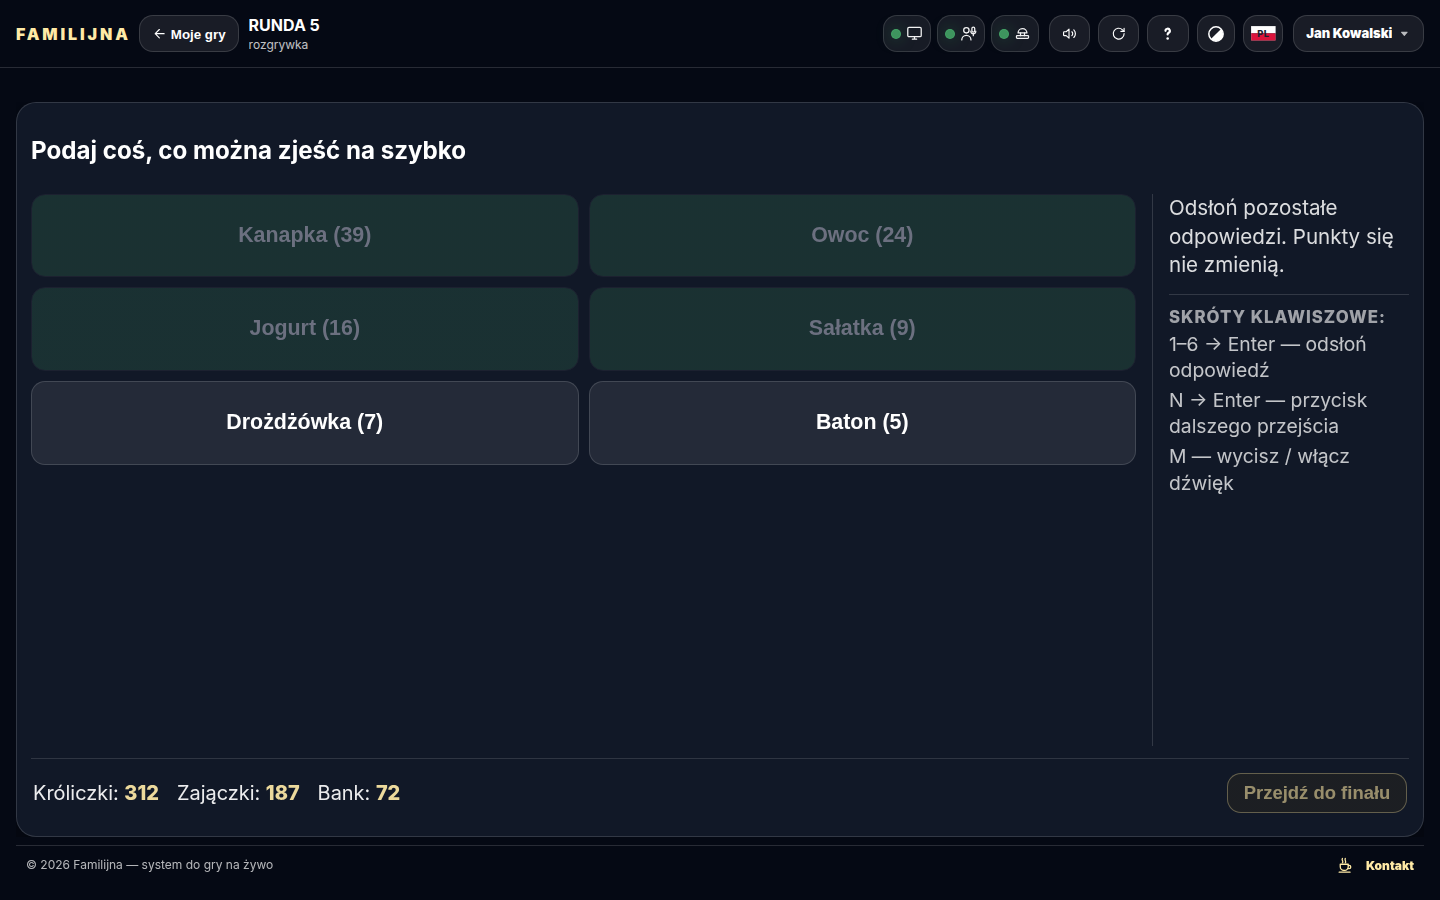 FAMILIJNA
← Moje gry
RUNDA 5
rozgrywka
?
PL
Jan Kowalski
Podaj coś, co można zjeść na szybko
Kanapka (39)
Owoc (24)
Jogurt (16)
Sałatka (9)
Drożdżówka (7)
Baton (5)
Odsłoń pozostałe
odpowiedzi. Punkty się
nie zmienią.
SKRÓTY KLAWISZOWE:
1–6 → Enter — odsłoń
odpowiedź
N → Enter — przycisk
dalszego przejścia
M — wycisz / włącz
dźwięk
Króliczki: 312 Zajączki: 187 Bank: 72
Przejdź do finału
© 2026 Familijna — system do gry na żywo
Kontakt